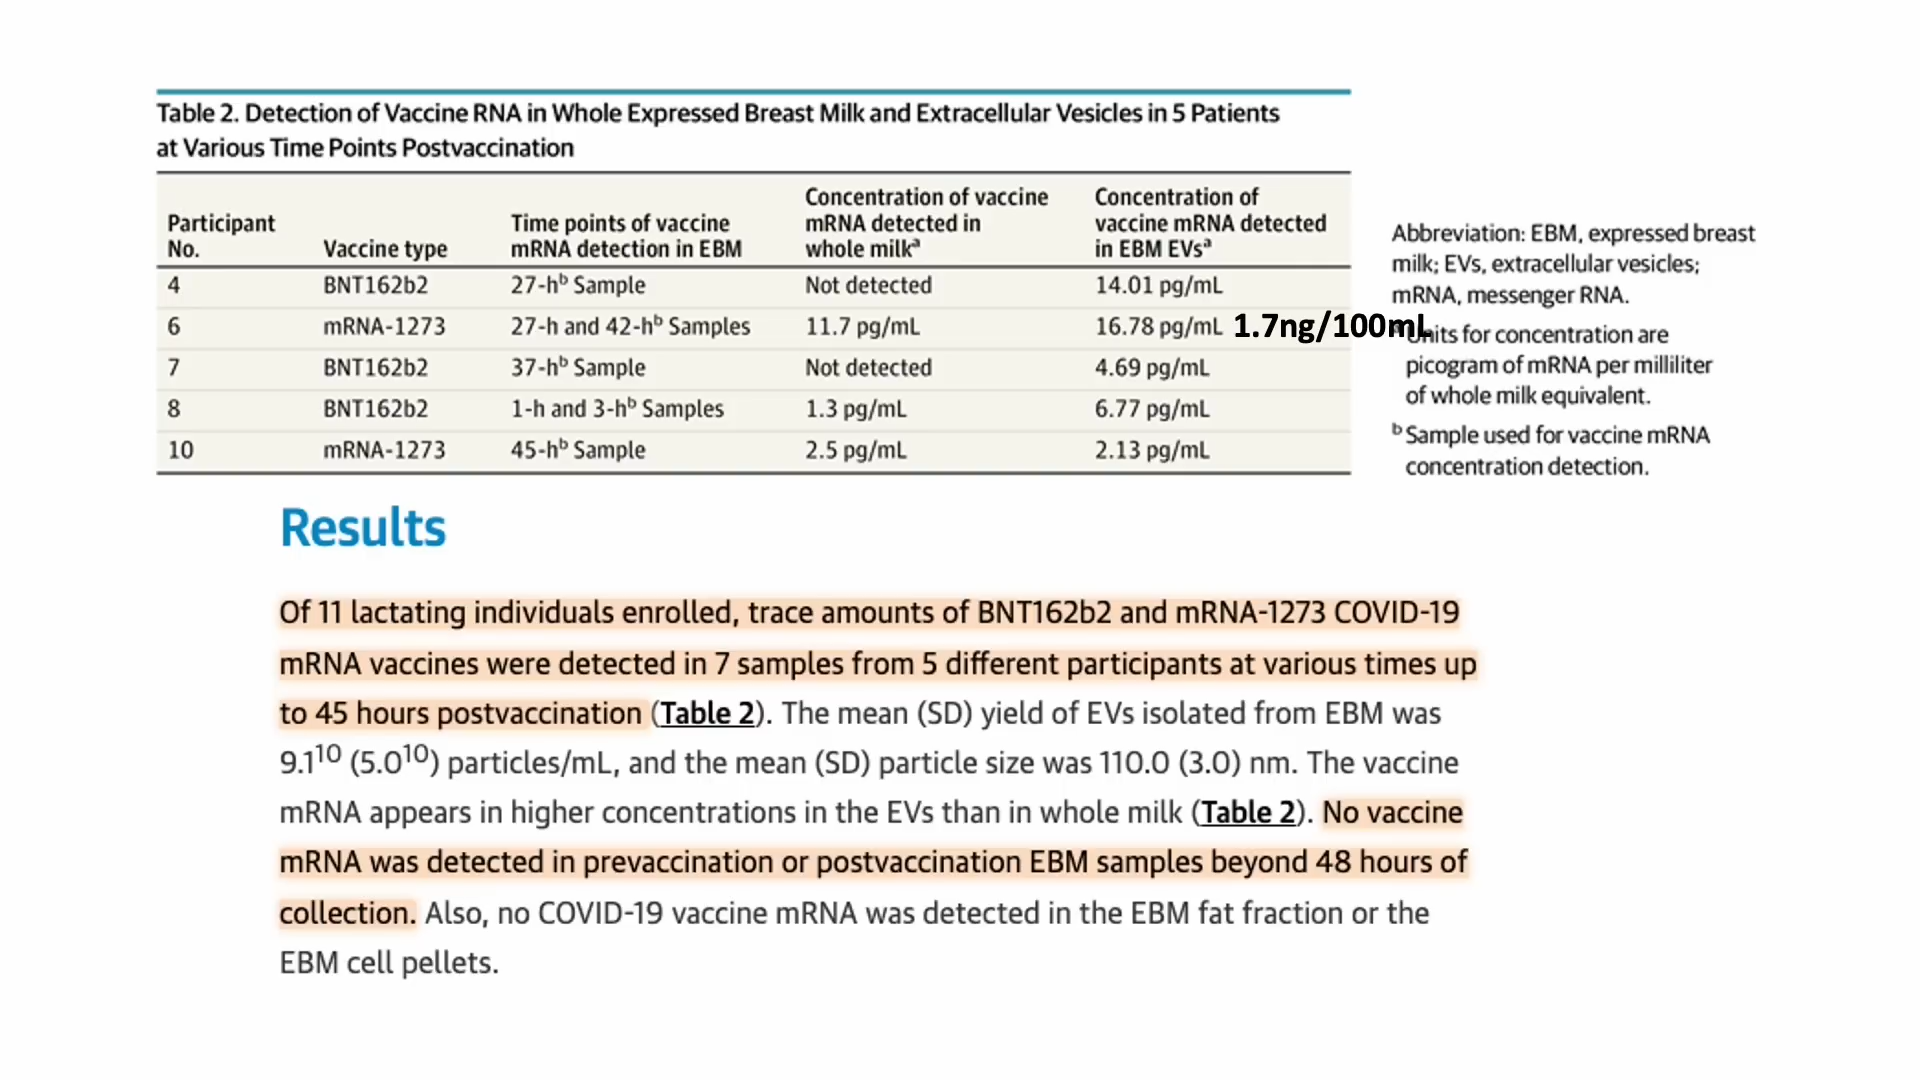 Table 2. Detection of Vaccine RNA in Whole Expressed Breast Milk and Extracellular Vesicles in 5 Patients
at Various Time Points Postvaccination
Participant No. Vaccine type Time points of vaccine mRNA detection in EBM Concentration of vaccine mRNA detected in whole milkᵃ Concentration of vaccine mRNA detected in EBM EVsᵃ
4 BNT162b2 27-hᵇ Sample Not detected 14.01 pg/mL
6 mRNA-1273 27-h and 42-hᵇ Samples 11.7 pg/mL 16.78 pg/mL 1.7ng/100mL
7 BNT162b2 37-hᵇ Sample Not detected 4.69 pg/mL
8 BNT162b2 1-h and 3-hᵇ Samples 1.3 pg/mL 6.77 pg/mL
10 mRNA-1273 45-hᵇ Sample 2.5 pg/mL 2.13 pg/mL
Abbreviation: EBM, expressed breast
milk; EVs, extracellular vesicles;
mRNA, messenger RNA.
ᵃ Units for concentration are
picogram of mRNA per milliliter
of whole milk equivalent.
ᵇ Sample used for vaccine mRNA
concentration detection.
Results
Of 11 lactating individuals enrolled, trace amounts of BNT162b2 and mRNA-1273 COVID-19
mRNA vaccines were detected in 7 samples from 5 different participants at various times up
to 45 hours postvaccination (Table 2). The mean (SD) yield of EVs isolated from EBM was
9.1¹⁰ (5.0¹⁰) particles/mL, and the mean (SD) particle size was 110.0 (3.0) nm. The vaccine
mRNA appears in higher concentrations in the EVs than in whole milk (Table 2). No vaccine
mRNA was detected in prevaccination or postvaccination EBM samples beyond 48 hours of
collection. Also, no COVID-19 vaccine mRNA was detected in the EBM fat fraction or the
EBM cell pellets.